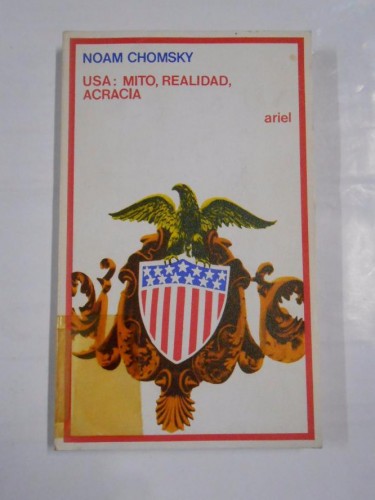 NOAM CHOMSKY
USA: MITO, REALIDAD,
ACRACIA
ariel